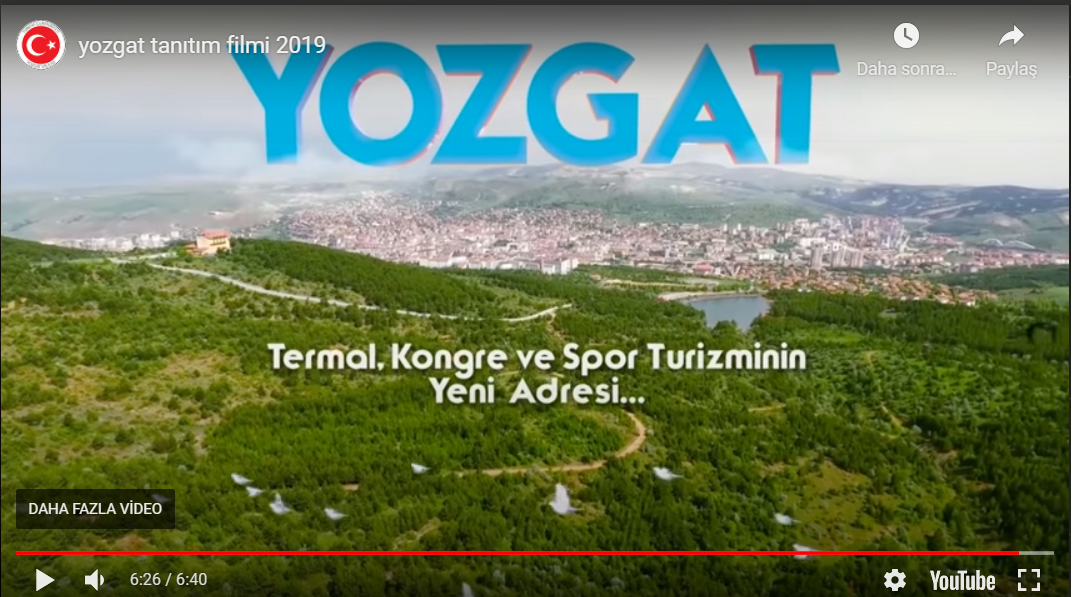 yozgat tanıtım filmi 2019
Daha sonra...
Paylaş
YOZGAT
Termal, Kongre ve Spor Turizminin
Yeni Adresi...
DAHA FAZLA VİDEO
6:26 / 6:40
YouTube